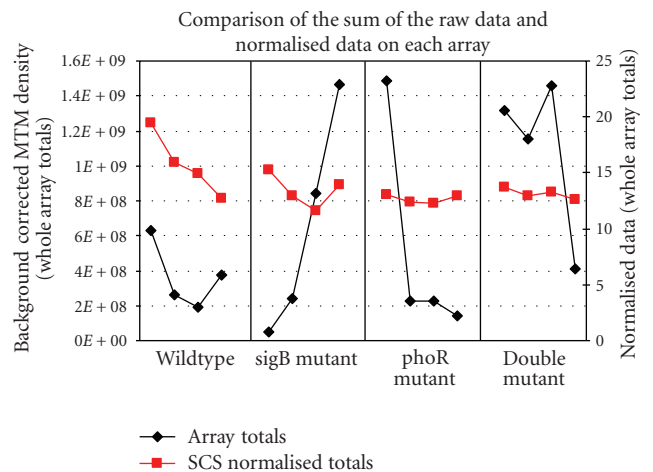 Comparison of the sum of the raw data and
normalised data on each array
Background corrected MTM density
(whole array totals)
1.6E + 09
1.4E + 09
1.2E + 09
1E + 09
8E + 08
6E + 08
4E + 08
2E + 08
0E + 00
25
20
15
10
5
0
Normalised data (whole array totals)
Wildtype
sigB mutant
phoR
mutant
Double
mutant
Array totals
SCS normalised totals